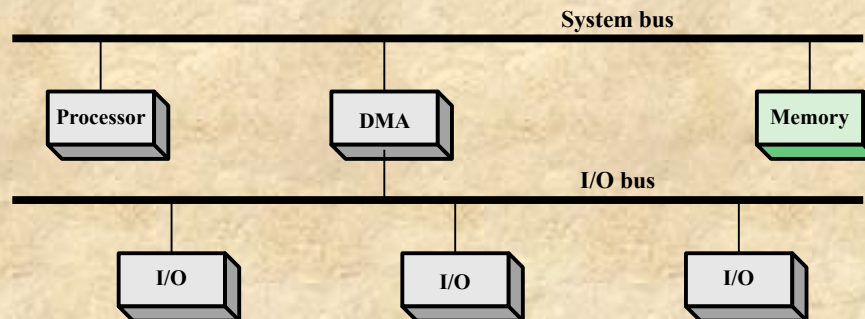 System bus
Processor
DMA
Memory
I/O bus
I/O
I/O
I/O